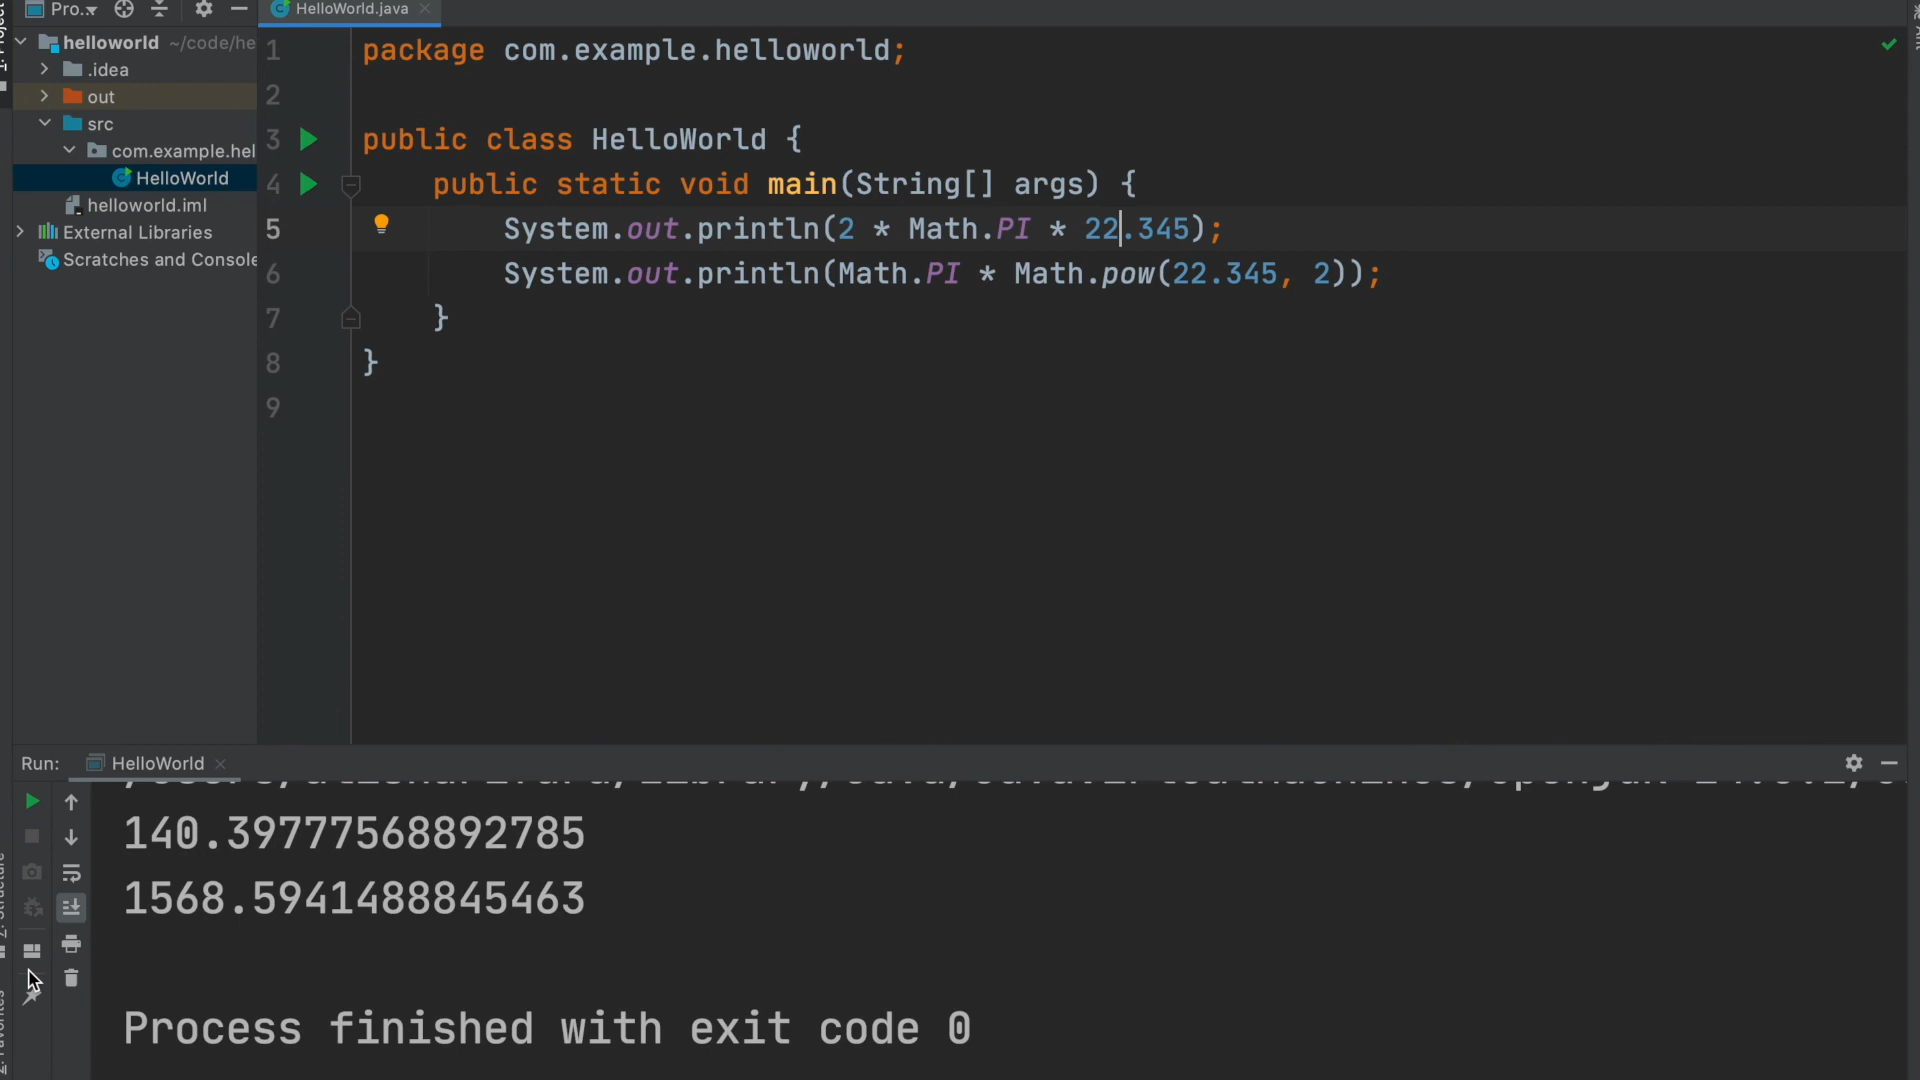 Pro..
HelloWorld.java
helloworld ~/code/he
.idea
out
src
com.example.hel
HelloWorld
helloworld.iml
External Libraries
Scratches and Console
1 package com.example.helloworld;
2
3 public class HelloWorld {
4 public static void main(String[] args) {
5 System.out.println(2 * Math.PI * 22.345);
6 System.out.println(Math.PI * Math.pow(22.345, 2));
7 }
8 }
9
Run: HelloWorld
140.39777568892785
1568.5941488845463
Process finished with exit code 0